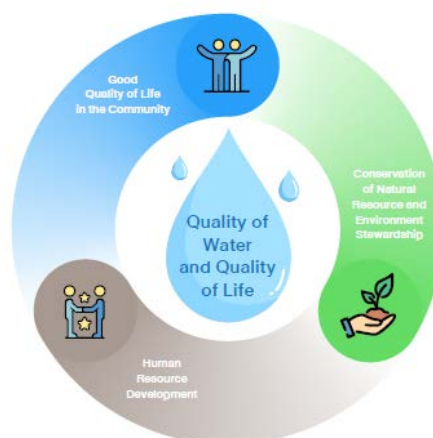 Good
Quality of Life
in the Community
Conservation
of Natural
Resource and
Environment
Stewardship
Quality of
Water
and Quality
of Life
Human
Resource
Development